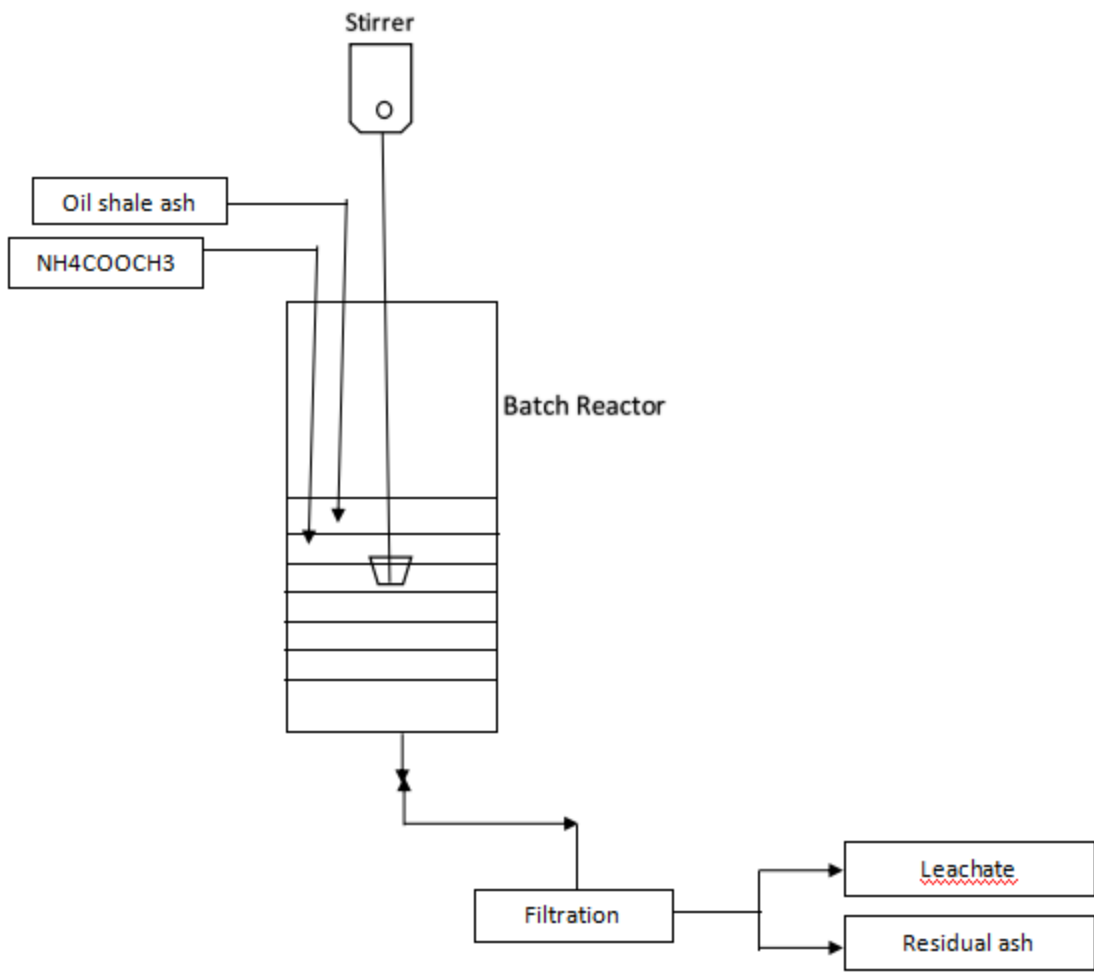 Stirrer
Oil shale ash
NH4COOCH3
Batch Reactor
Leachate
Filtration
Residual ash